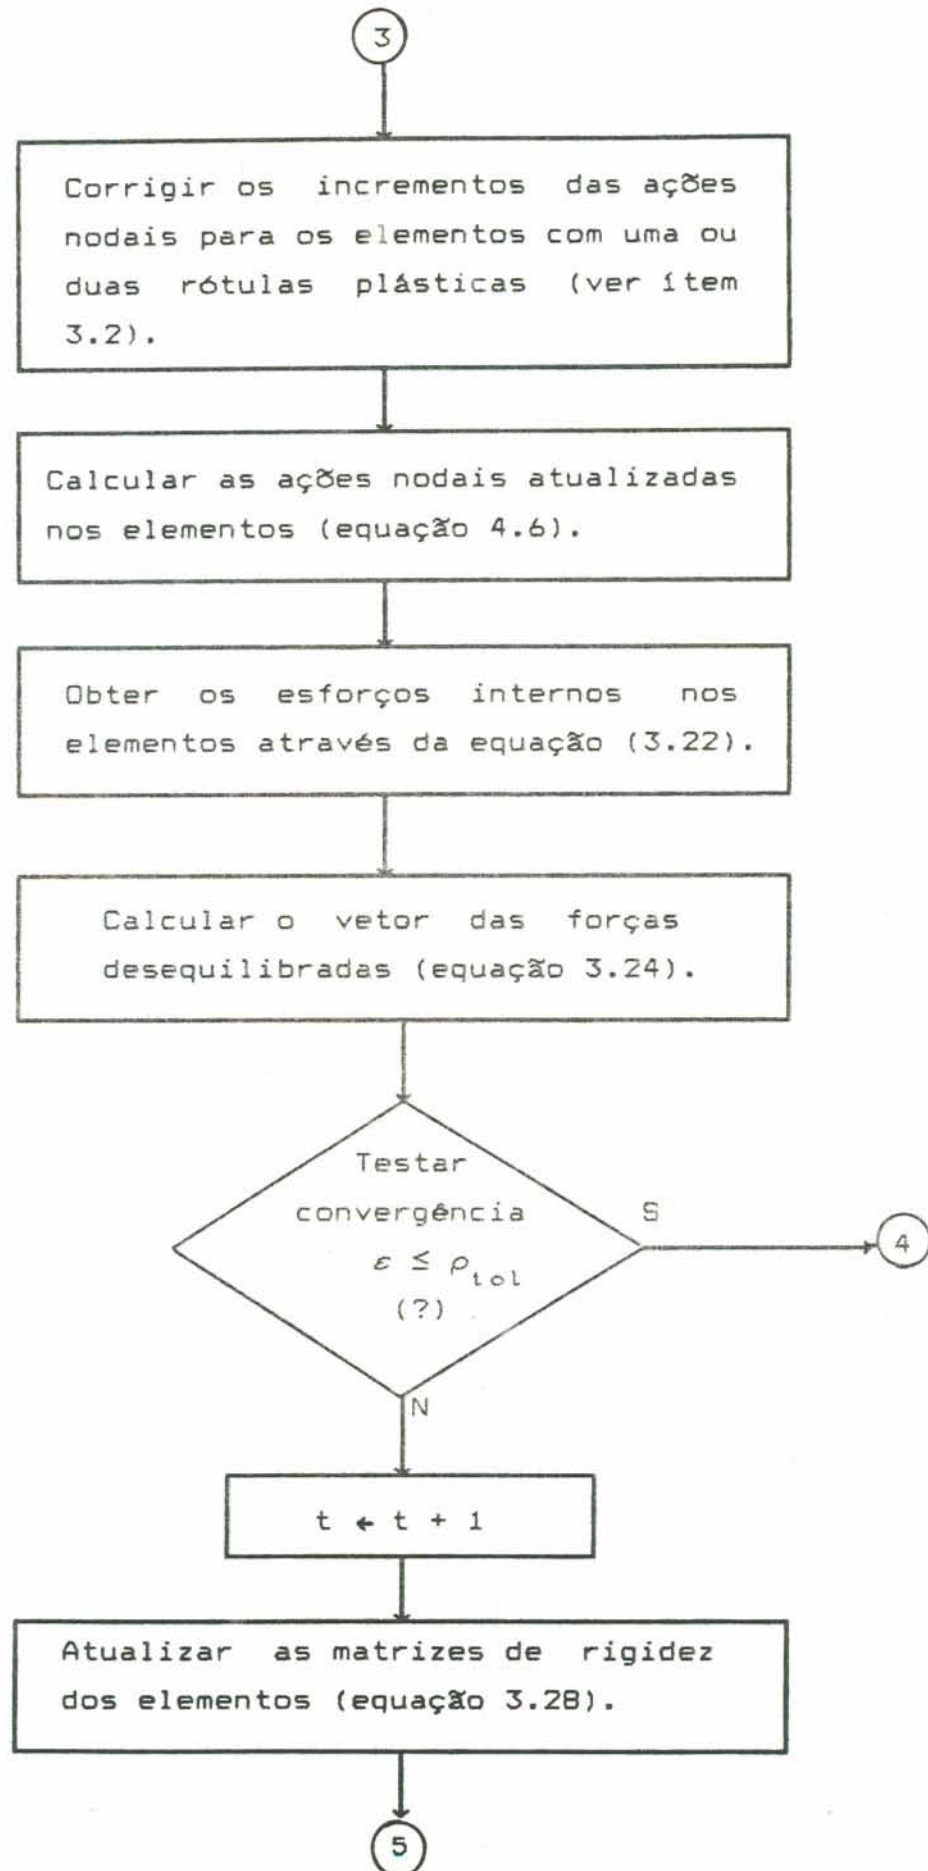 3
Corrigir os incrementos das ações
nodais para os elementos com uma ou
duas rótulas plásticas (ver ítem
3.2).
Calcular as ações nodais atualizadas
nos elementos (equação 4.6).
Obter os esforços internos nos
elementos através da equação (3.22).
Calcular o vetor das forças
desequilibradas (equação 3.24).
Testar
convergência
ε ≤ ρtol
(?)
S
4
N
t ← t + 1
Atualizar as matrizes de rigidez
dos elementos (equação 3.28).
5